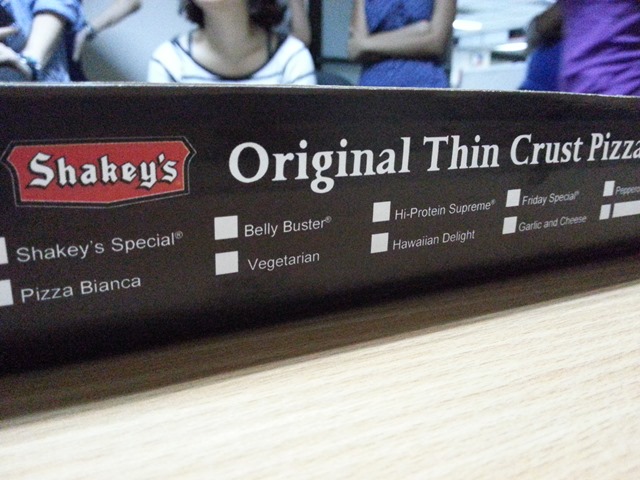 Shakey's
Original Thin Crust Pizza
Shakey's Special®
Belly Buster®
Hi-Protein Supreme®
Friday Special®
Pizza Bianca
Vegetarian
Hawaiian Delight
Garlic and Cheese